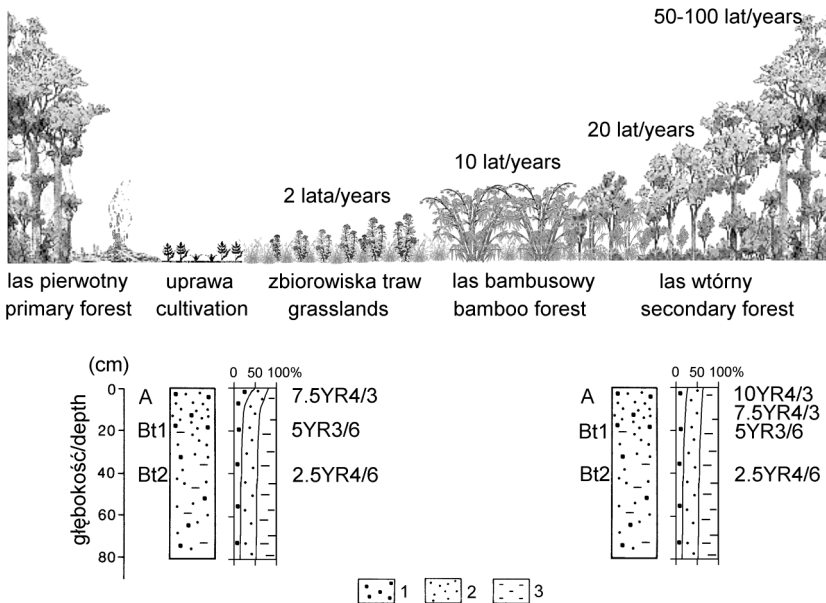 50-100 lat/years
20 lat/years
10 lat/years
2 lata/years
las pierwotny
primary forest
uprawa
cultivation
zbiorowiska traw
grasslands
las bambusowy
bamboo forest
las wtórny
secondary forest
(cm)
głębokość/depth
0
20
40
60
80
A
Bt1
Bt2
0 50 100%
7.5YR4/3
5YR3/6
2.5YR4/6
A
Bt1
Bt2
0 50 100%
10YR4/3
7.5YR4/3
5YR3/6
2.5YR4/6
1 2 3